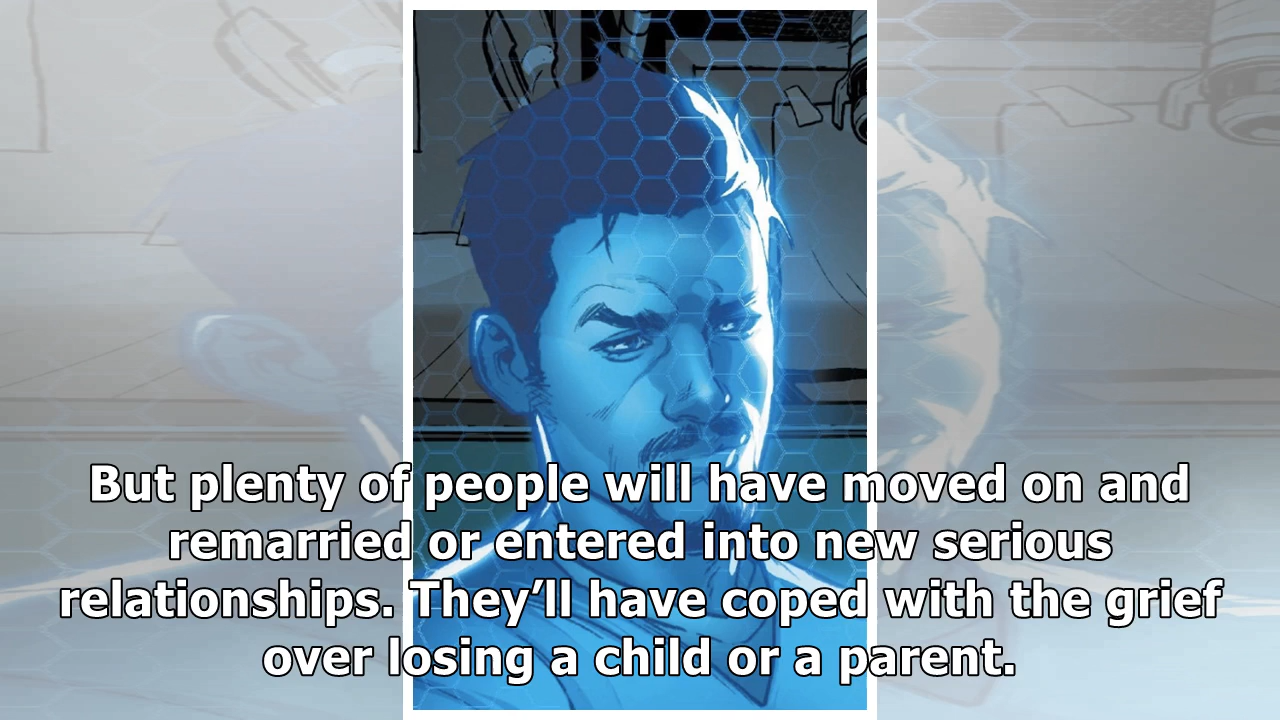 But plenty of people will have moved on and
remarried or entered into new serious
relationships. They’ll have coped with the grief
over losing a child or a parent.